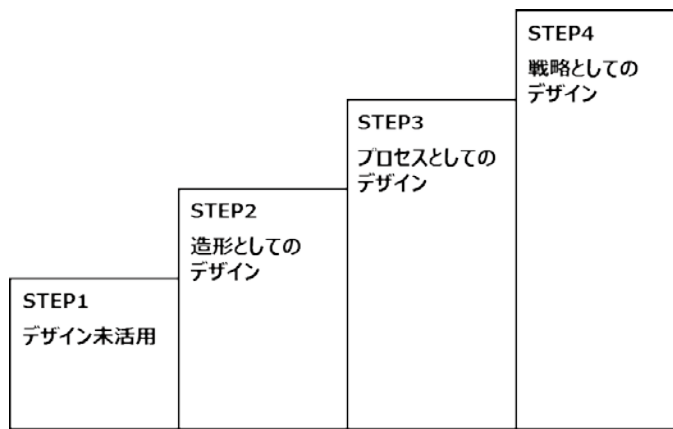 STEP4
戦略としての
デザイン
STEP3
プロセスとしての
デザイン
STEP2
造形としての
デザイン
STEP1
デザイン未活用